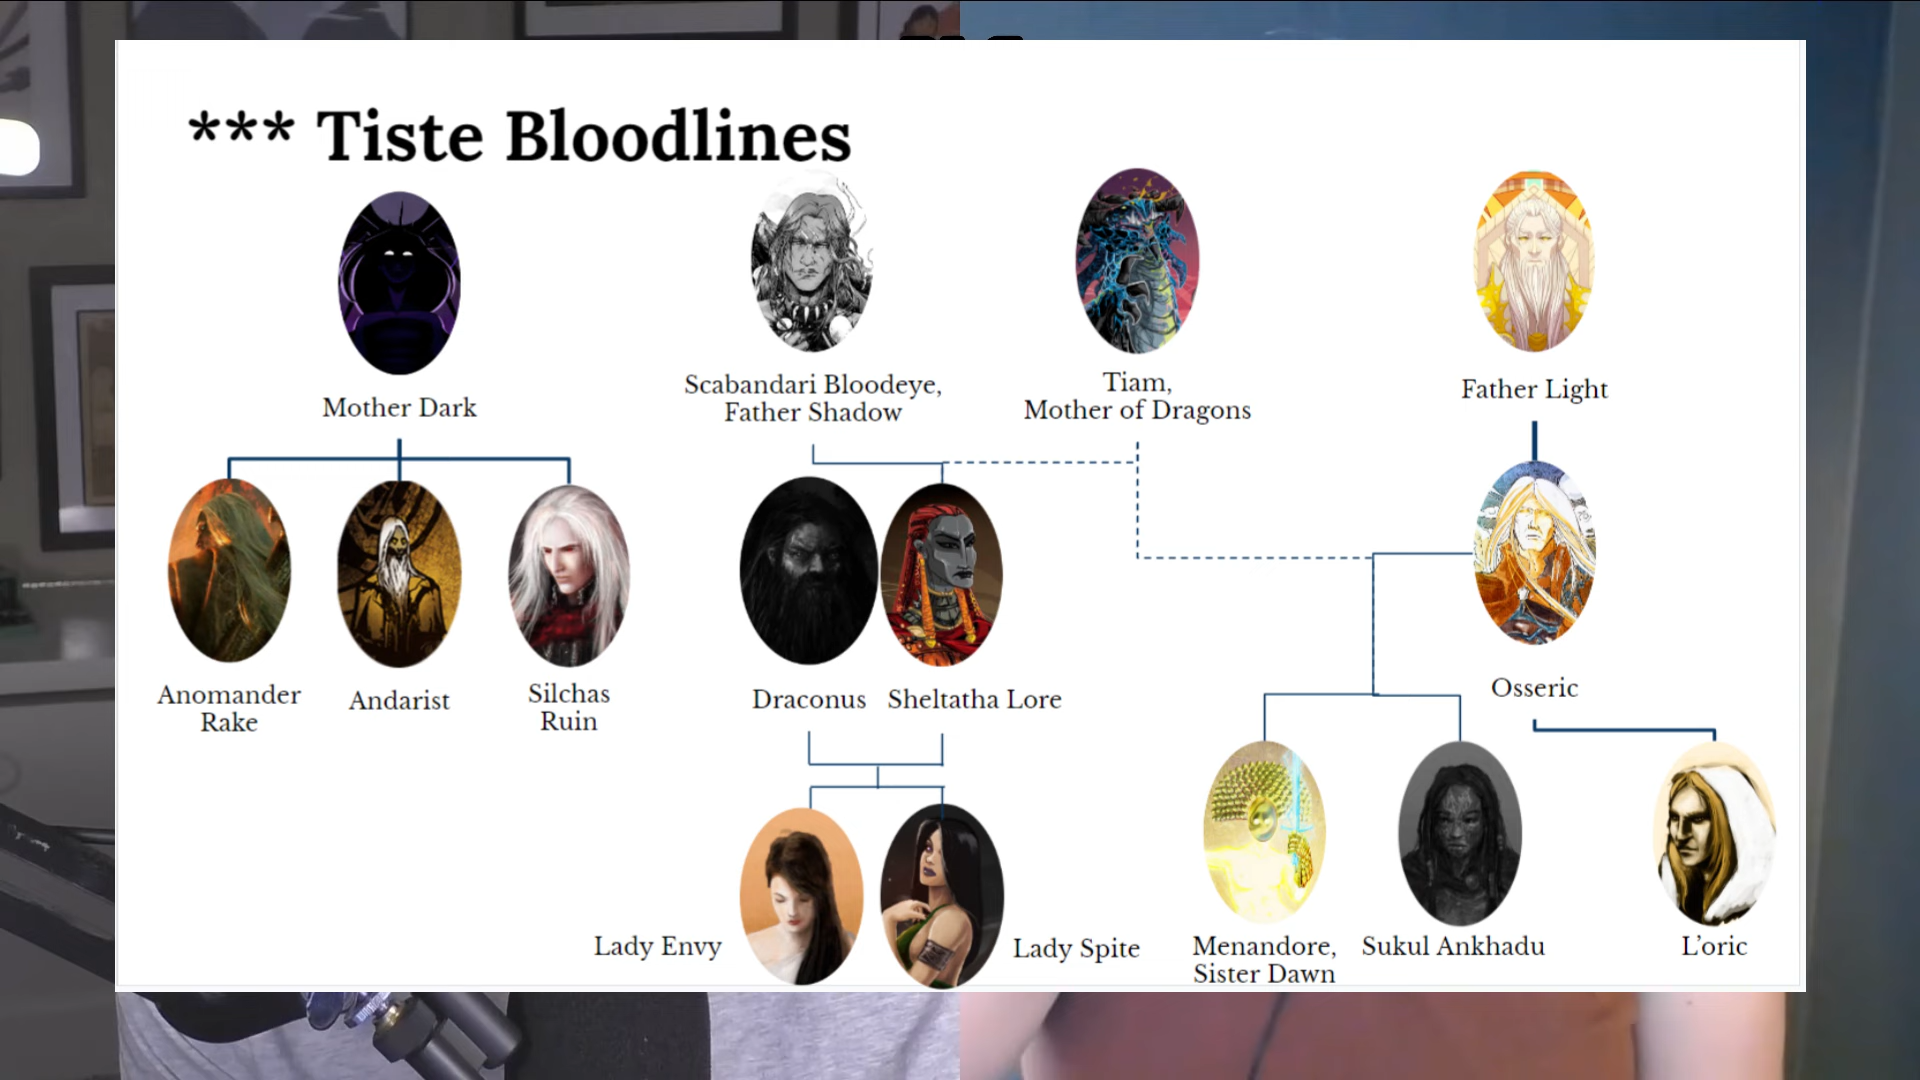 *** Tiste Bloodlines
Mother Dark
Scabandari Bloodeye,
Father Shadow
Tiam,
Mother of Dragons
Father Light
Anomander
Rake
Andarist
Silchas
Ruin
Draconus
Sheltatha Lore
Osseric
Lady Envy
Lady Spite
Menandore,
Sister Dawn
Sukul Ankhadu
L’oric